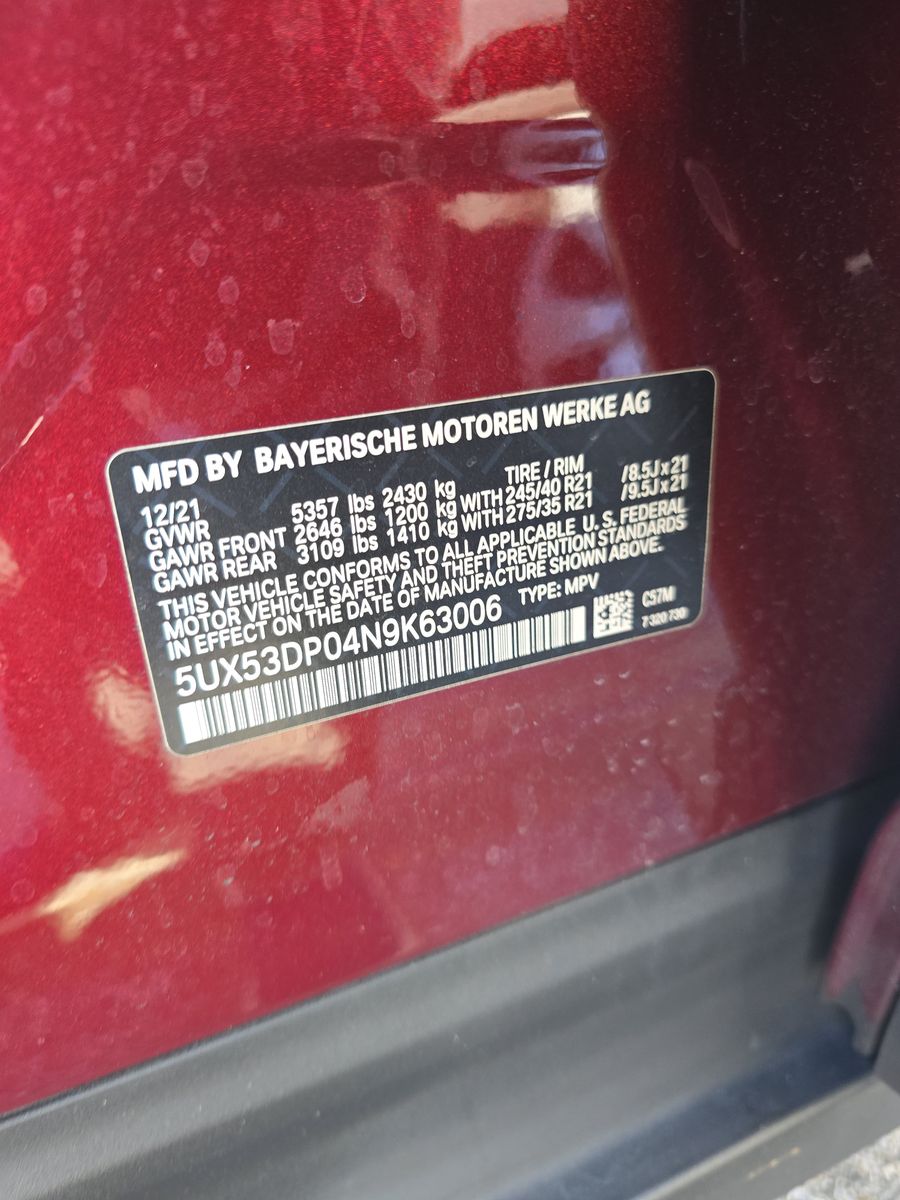 MFD BY BAYERISCHE MOTOREN WERKE AG
12/21 TIRE / RIM
GVWR 5357 lbs 2430 kg
GAWR FRONT 2646 lbs 1200 kg WITH 245/40 R21 /8.5J x 21
GAWR REAR 3109 lbs 1410 kg WITH 275/35 R21 /9.5J x 21
THIS VEHICLE CONFORMS TO ALL APPLICABLE U. S. FEDERAL
MOTOR VEHICLE SAFETY AND THEFT PREVENTION STANDARDS
IN EFFECT ON THE DATE OF MANUFACTURE SHOWN ABOVE.
5UX53DP04N9K63006 TYPE: MPV C57M
7 320 730